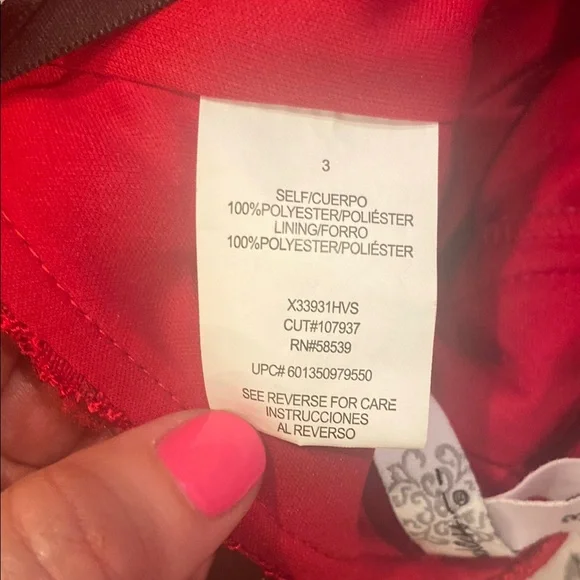 3
SELF/CUERPO
100%POLYESTER/POLIÉSTER
LINING/FORRO
100%POLYESTER/POLIÉSTER
X33931HVS
CUT#107937
RN#58539
UPC# 601350979550
SEE REVERSE FOR CARE
INSTRUCCIONES
AL REVERSO